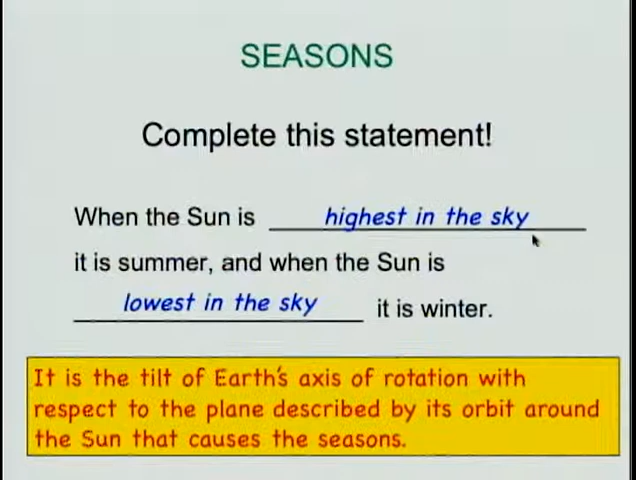 SEASONS
Complete this statement!
When the Sun is highest in the sky
it is summer, and when the Sun is
lowest in the sky it is winter.
It is the tilt of Earth's axis of rotation with
respect to the plane described by its orbit around
the Sun that causes the seasons.